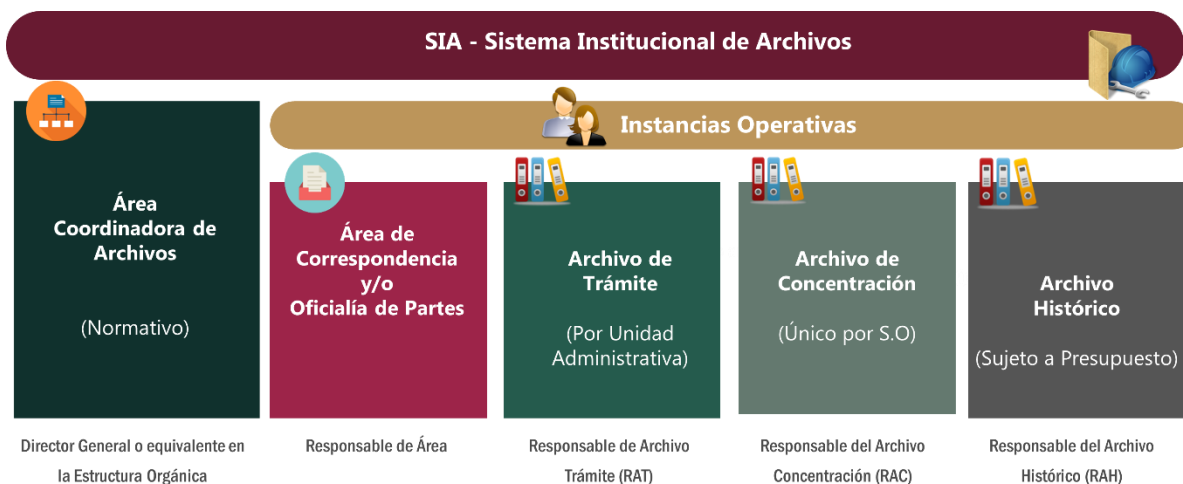 SIA - Sistema Institucional de Archivos
Instancias Operativas
Área
Coordinadora de
Archivos
(Normativo)
Área de
Correspondencia
y/o
Oficialía de Partes
Archivo de
Trámite
(Por Unidad
Administrativa)
Archivo de
Concentración
(Único por S.O)
Archivo
Histórico
(Sujeto a Presupuesto)
Director General o equivalente en
la Estructura Orgánica
Responsable de Área
Responsable de Archivo
Trámite (RAT)
Responsable del Archivo
Concentración (RAC)
Responsable del Archivo
Histórico (RAH)